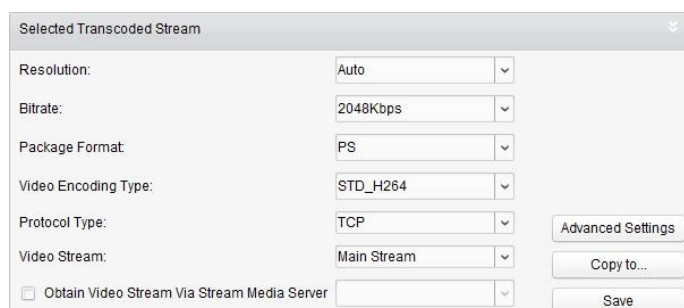 Selected Transcoded Stream
Resolution: Auto
Bitrate: 2048Kbps
Package Format: PS
Video Encoding Type: STD_H264
Protocol Type: TCP
Advanced Settings
Video Stream: Main Stream
Copy to...
Obtain Video Stream Via Stream Media Server
Save